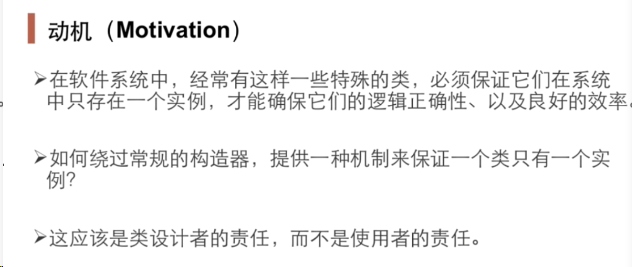 动机（Motivation）
➢在软件系统中，经常有这样一些特殊的类，必须保证它们在系统
中只存在一个实例，才能确保它们的逻辑正确性、以及良好的效率。
➢如何绕过常规的构造器，提供一种机制来保证一个类只有一个实
例？
➢这应该是类设计者的责任，而不是使用者的责任。